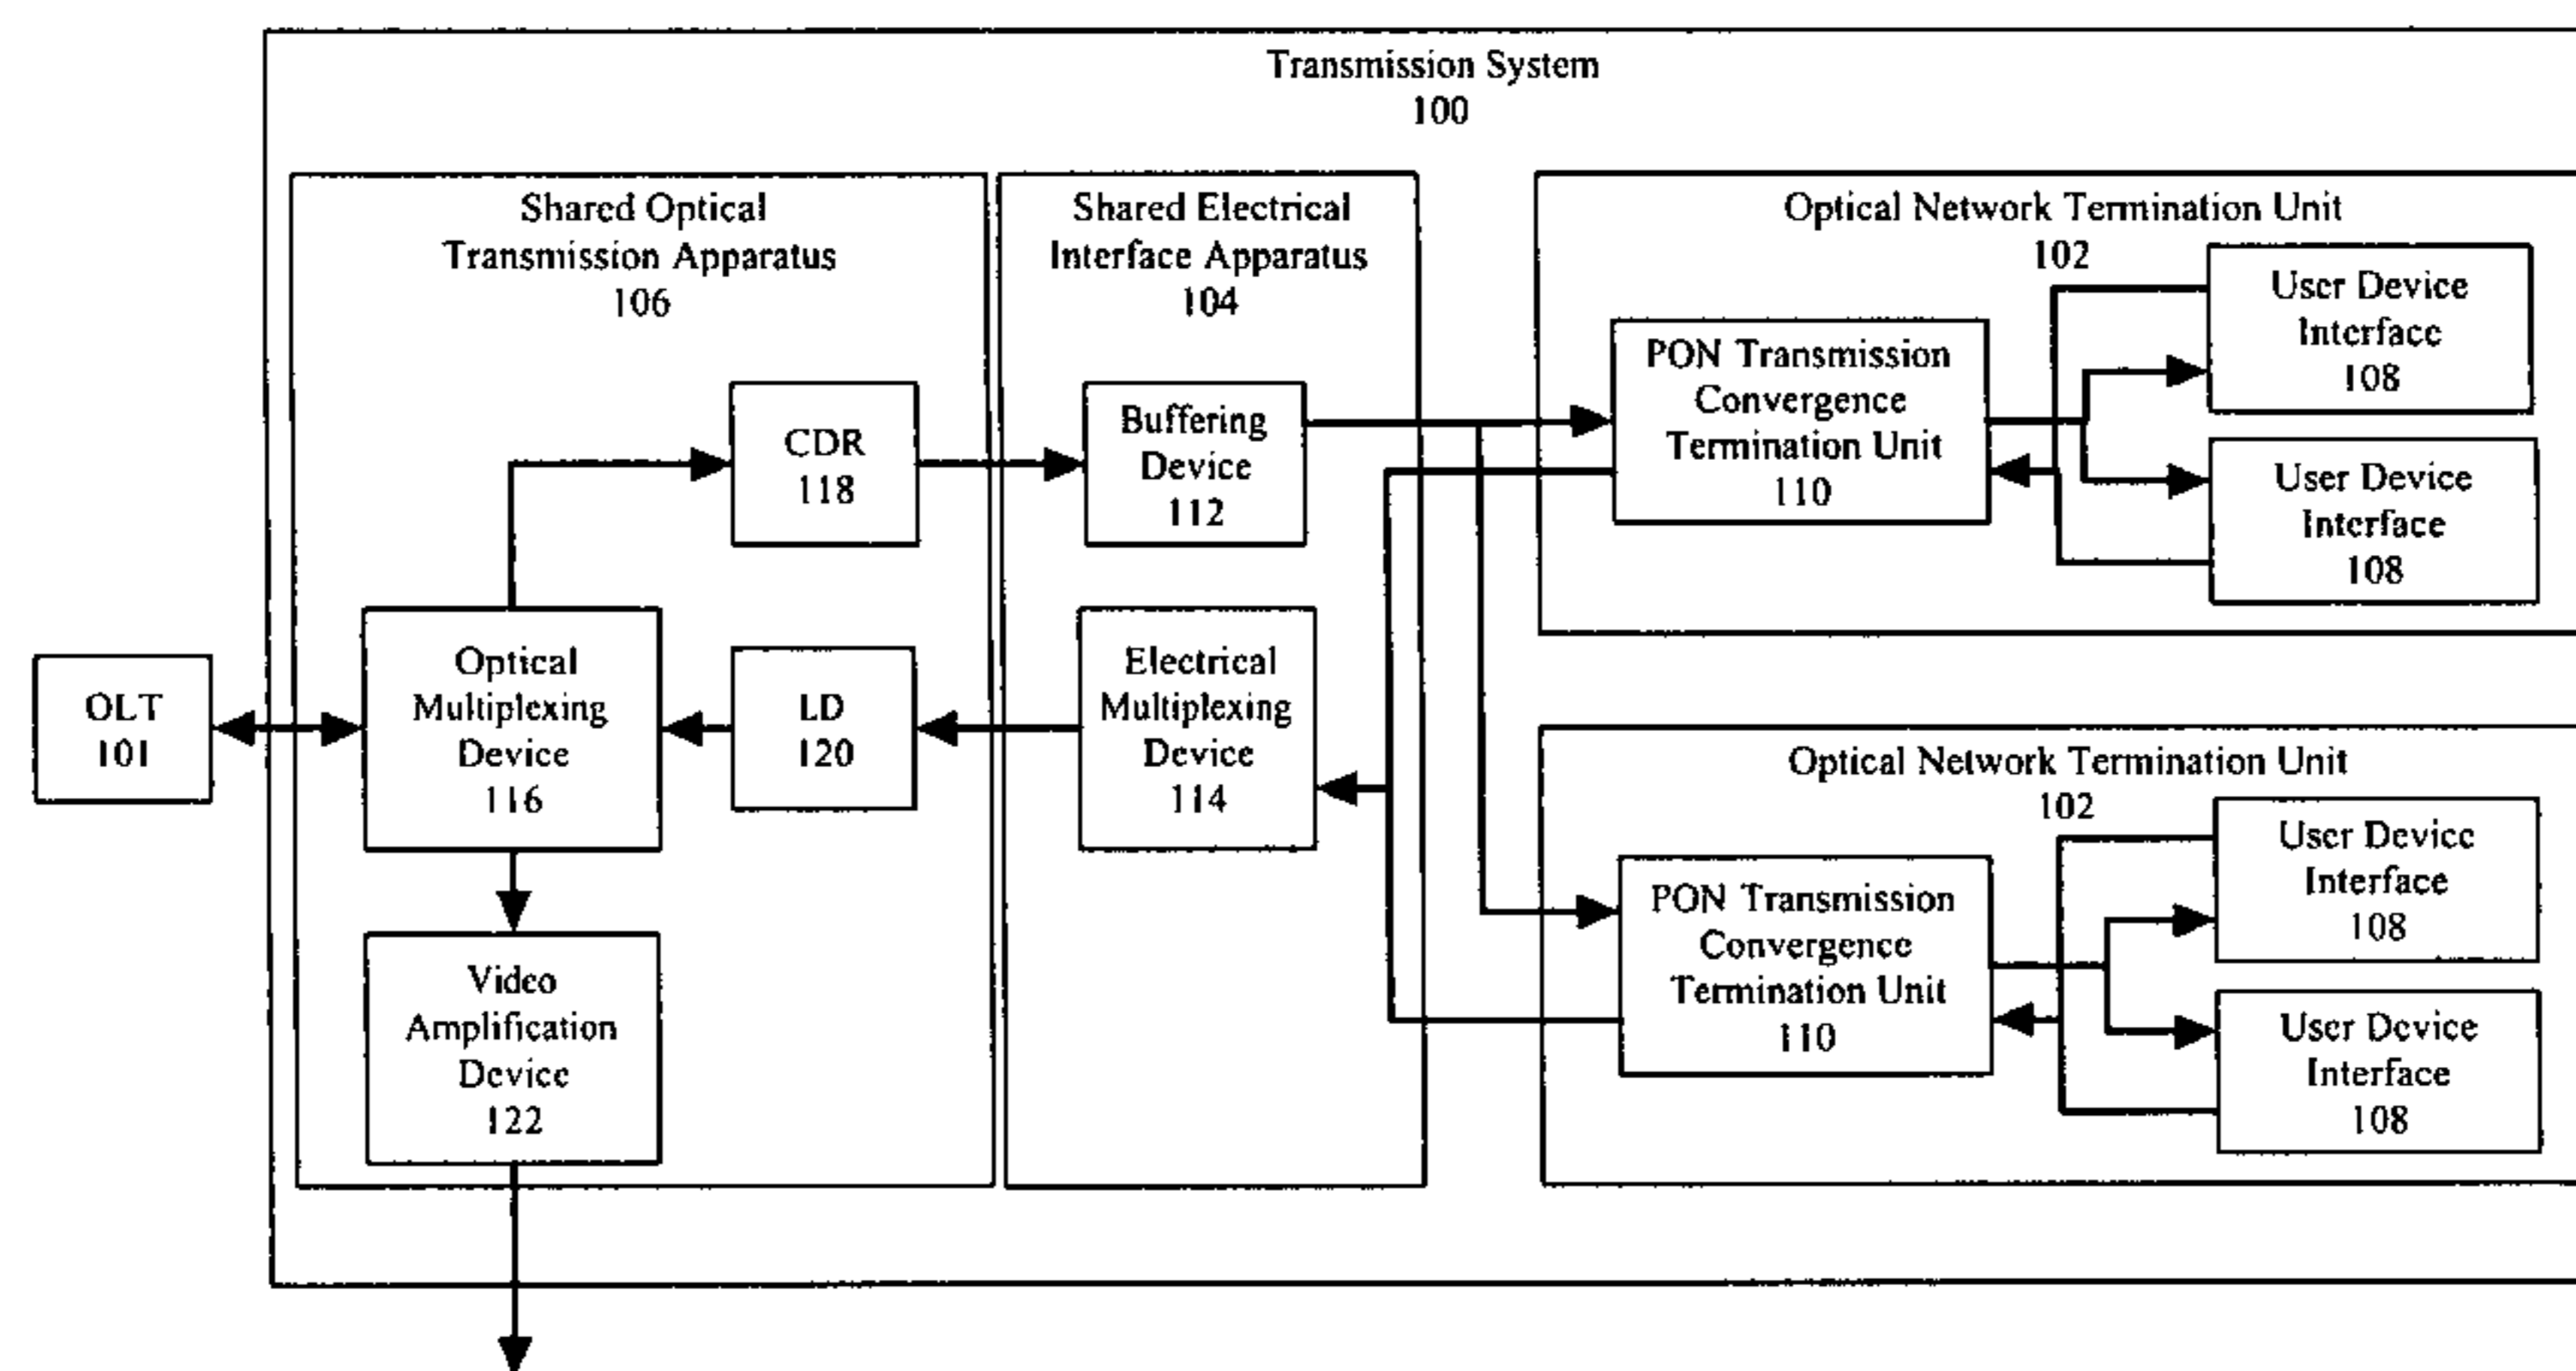 Transmission System
100
Shared Optical
Transmission Apparatus
106
Shared Electrical
Interface Apparatus
104
Optical Network Termination Unit
102
User Device
Interface
108
PON Transmission
Convergence
Termination Unit
110
User Device
Interface
108
CDR
118
Buffering
Device
112
OLT
101
Optical
Multiplexing
Device
116
LD
120
Electrical
Multiplexing
Device
114
Optical Network Termination Unit
102
User Device
Interface
108
PON Transmission
Convergence
Termination Unit
110
User Device
Interface
108
Video
Amplification
Device
122